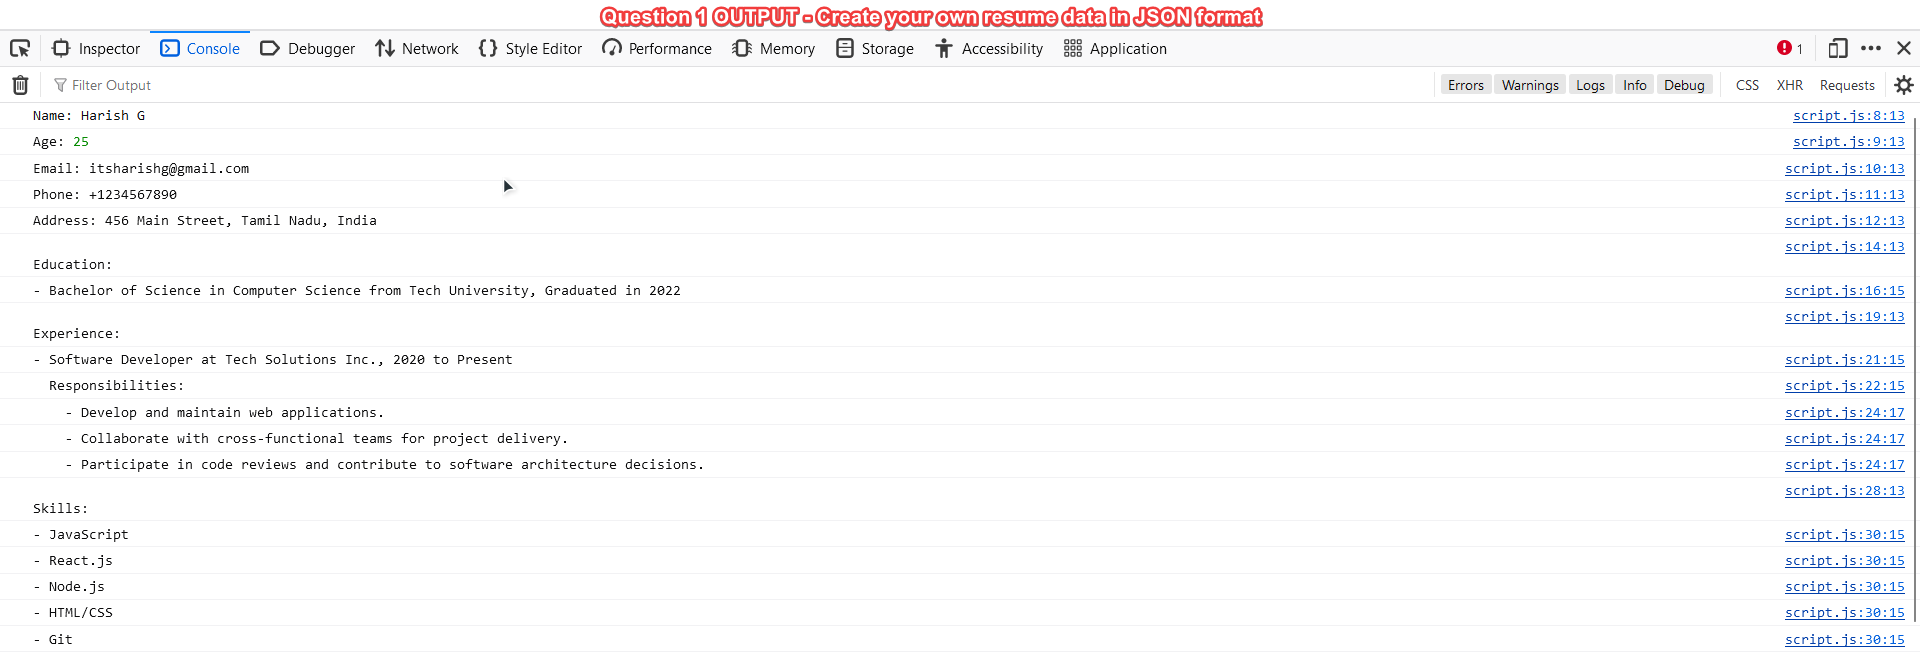 Question 1 OUTPUT - Create your own resume data in JSON format
Inspector Console Debugger Network Style Editor Performance Memory Storage Accessibility Application 1
Filter Output Errors Warnings Logs Info Debug CSS XHR Requests
Name: Harish G script.js:8:13
Age: 25 script.js:9:13
Email: itsharishg@gmail.com script.js:10:13
Phone: +1234567890 script.js:11:13
Address: 456 Main Street, Tamil Nadu, India script.js:12:13
script.js:14:13
Education:
- Bachelor of Science in Computer Science from Tech University, Graduated in 2022 script.js:16:15
script.js:19:13
Experience:
- Software Developer at Tech Solutions Inc., 2020 to Present script.js:21:15
Responsibilities: script.js:22:15
- Develop and maintain web applications. script.js:24:17
- Collaborate with cross-functional teams for project delivery. script.js:24:17
- Participate in code reviews and contribute to software architecture decisions. script.js:24:17
script.js:28:13
Skills:
- JavaScript script.js:30:15
- React.js script.js:30:15
- Node.js script.js:30:15
- HTML/CSS script.js:30:15
- Git script.js:30:15